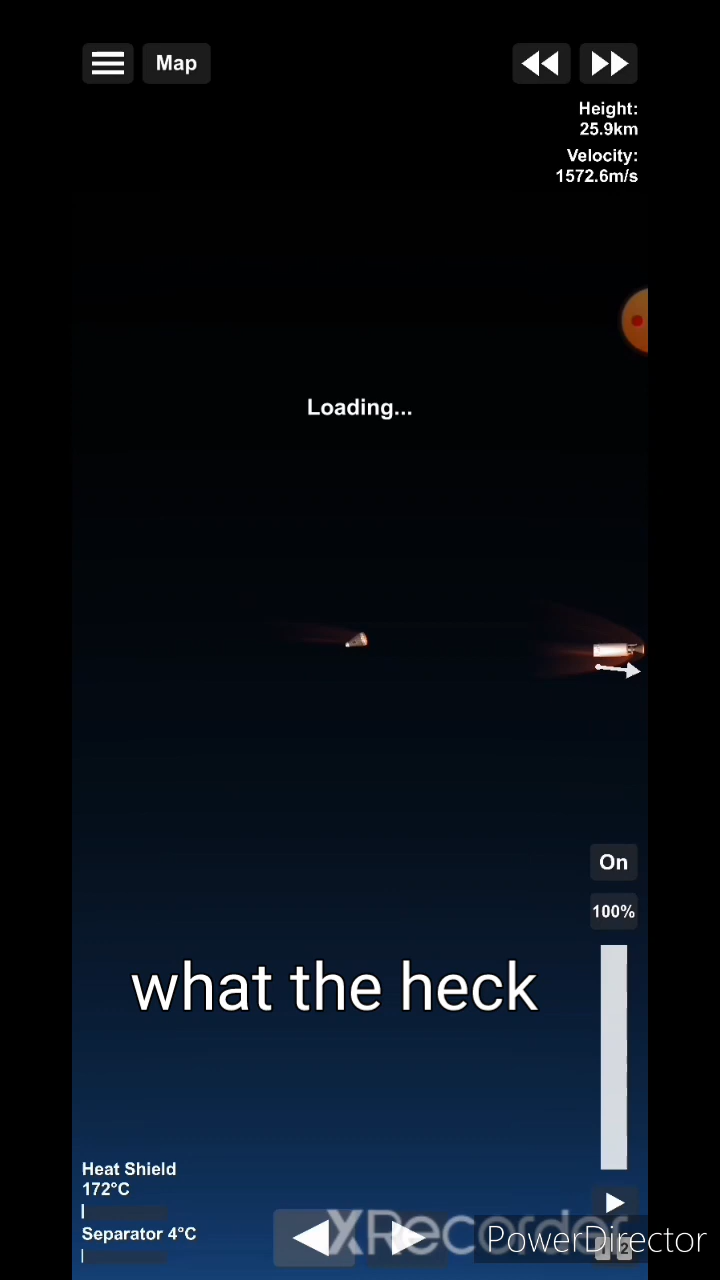 Map
Height:
25.9km
Velocity:
1572.6m/s
Loading...
On
100%
what the heck
Heat Shield
172°C
Separator 4°C
XRecorder
PowerDirector
2